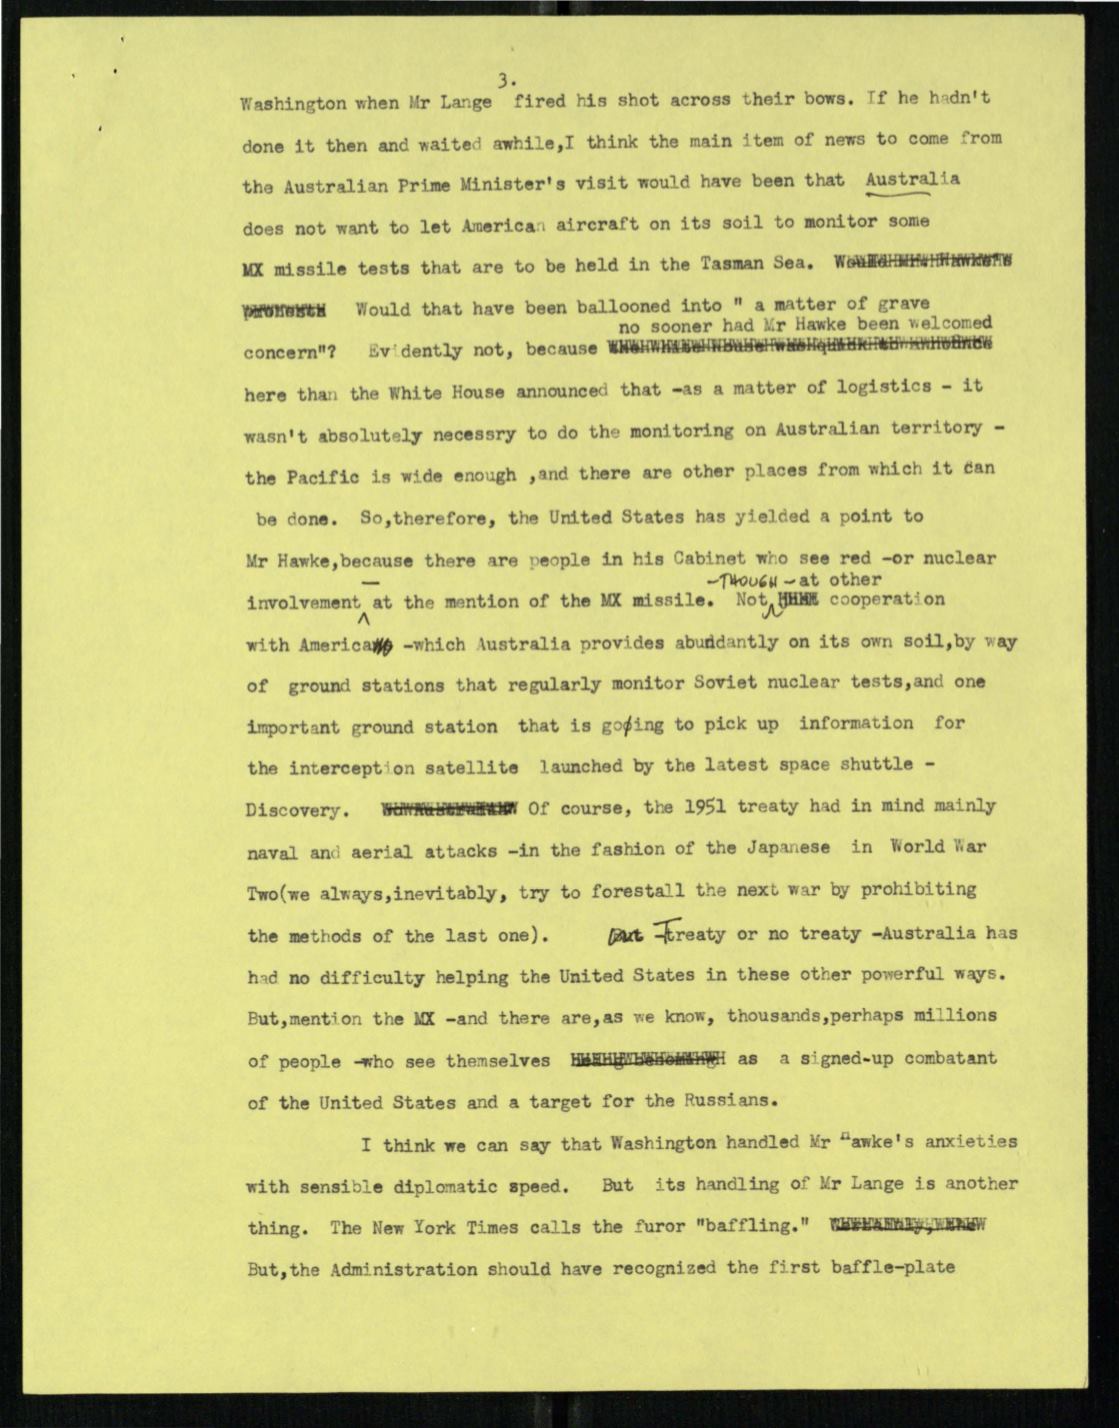 3.
Washington when Mr Lange fired his shot across their bows. If he hadn't
done it then and waited awhile,I think the main item of news to come from
the Australian Prime Minister's visit would have been that Australia
does not want to let American aircraft on its soil to monitor some
MX missile tests that are to be held in the Tasman Sea.
Would that have been ballooned into " a matter of grave
no sooner had Mr Hawke been welcomed
concern"? Evidently not, because
here than the White House announced that -as a matter of logistics - it
wasn't absolutely necessry to do the monitoring on Australian territory -
the Pacific is wide enough ,and there are other places from which it can
be done. So,therefore, the United States has yielded a point to
Mr Hawke,because there are people in his Cabinet who see red -or nuclear
-THOUGH - at other
involvement - at the mention of the MX missile. Not cooperation
with America -which Australia provides abundantly on its own soil,by way
of ground stations that regularly monitor Soviet nuclear tests,and one
important ground station that is going to pick up information for
the interception satellite launched by the latest space shuttle -
Discovery. Of course, the 1951 treaty had in mind mainly
naval and aerial attacks -in the fashion of the Japanese in World War
Two(we always,inevitably, try to forestall the next war by prohibiting
the methods of the last one). Treaty or no treaty -Australia has
had no difficulty helping the United States in these other powerful ways.
But,mention the MX -and there are,as we know, thousands,perhaps millions
of people -who see themselves as a signed-up combatant
of the United States and a target for the Russians.
I think we can say that Washington handled Mr Hawke's anxieties
with sensible diplomatic speed. But its handling of Mr Lange is another
thing. The New York Times calls the furor "baffling."
But,the Administration should have recognized the first baffle-plate